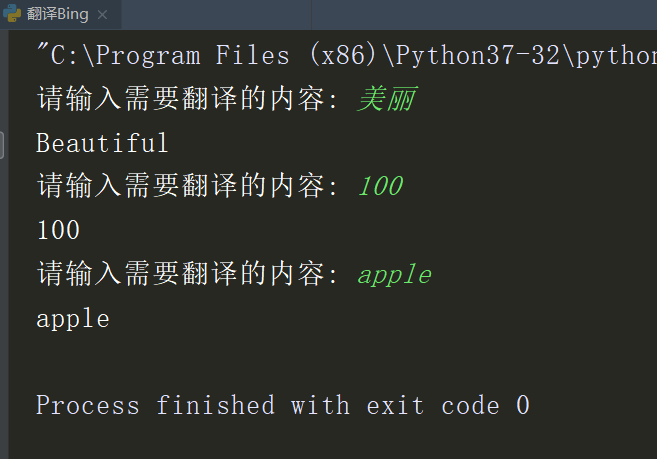 翻译Bing
"C:\Program Files (x86)\Python37-32\python
请输入需要翻译的内容: 美丽
Beautiful
请输入需要翻译的内容: 100
100
请输入需要翻译的内容: apple
apple
Process finished with exit code 0